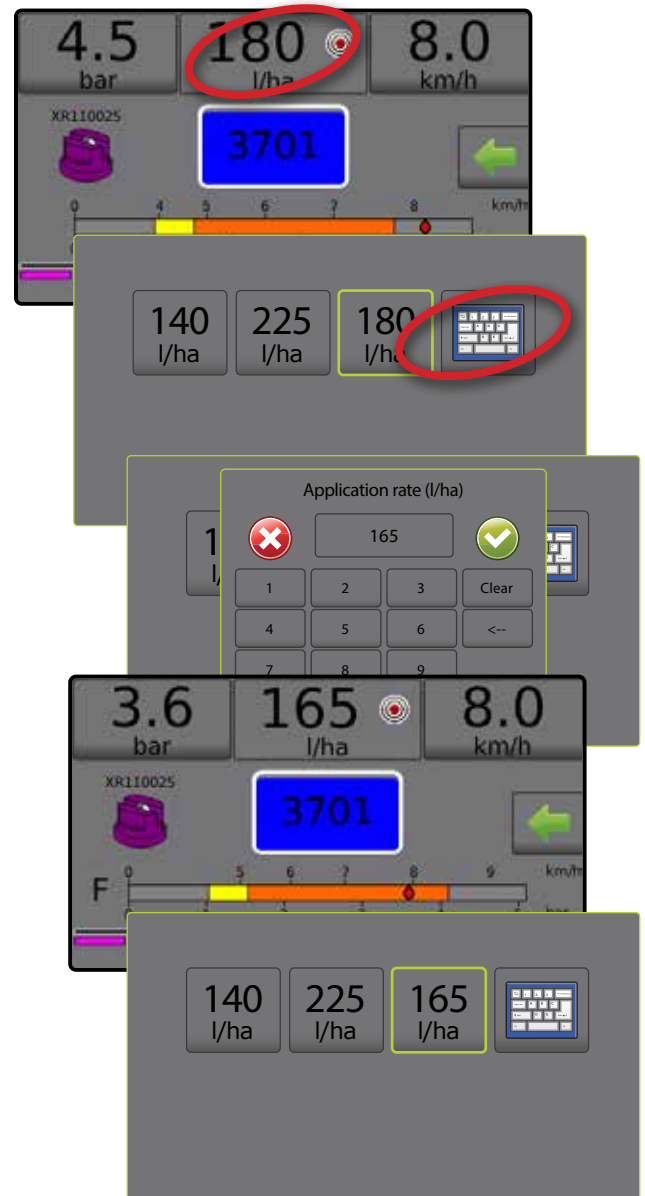 4.5 180 8.0
bar l/ha km/h
XR110025
3701
0 4 5 6 7 8 km/h
140 225 180
l/ha l/ha l/ha
Application rate (l/ha)
165
1 2 3 Clear
4 5 6 <--
7 8 9
3.6 165 8.0
bar l/ha km/h
XR110025
3701
0 5 6 7 8 9 km/h
F
140 225 165
l/ha l/ha l/ha